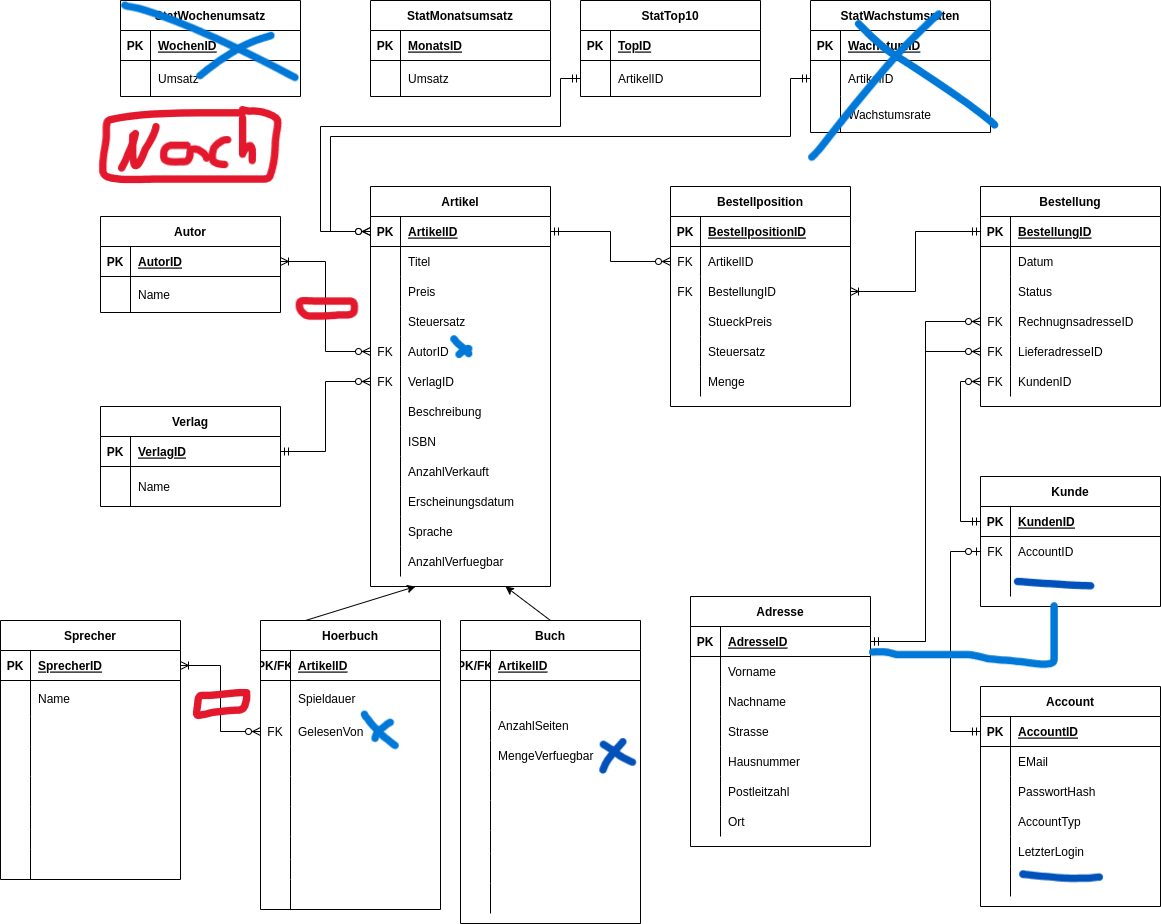 StatWochenumsatz
PK WochenID
Umsatz
StatMonatsumsatz
PK MonatsID
Umsatz
StatTop10
PK TopID
ArtikelID
StatWachstumsraten
PK WachstumID
ArtikelID
Wachstumsrate
Noch
Autor
PK AutorID
Name
Verlag
PK VerlagID
Name
Artikel
PK ArtikelID
Titel
Preis
Steuersatz
FK AutorID
FK VerlagID
Beschreibung
ISBN
AnzahlVerkauft
Erscheinungsdatum
Sprache
AnzahlVerfuegbar
Bestellposition
PK BestellpositionID
FK ArtikelID
FK BestellungID
StueckPreis
Steuersatz
Menge
Bestellung
PK BestellungID
Datum
Status
FK RechnugnsadresseID
FK LieferadresseID
FK KundenID
Kunde
PK KundenID
FK AccountID
Sprecher
PK SprecherID
Name
Hoerbuch
PK/FK ArtikelID
Spieldauer
FK GelesenVon
Buch
PK/FK ArtikelID
AnzahlSeiten
MengeVerfuegbar
Adresse
PK AdresseID
Vorname
Nachname
Strasse
Hausnummer
Postleitzahl
Ort
Account
PK AccountID
EMail
PasswortHash
AccountTyp
LetzterLogin